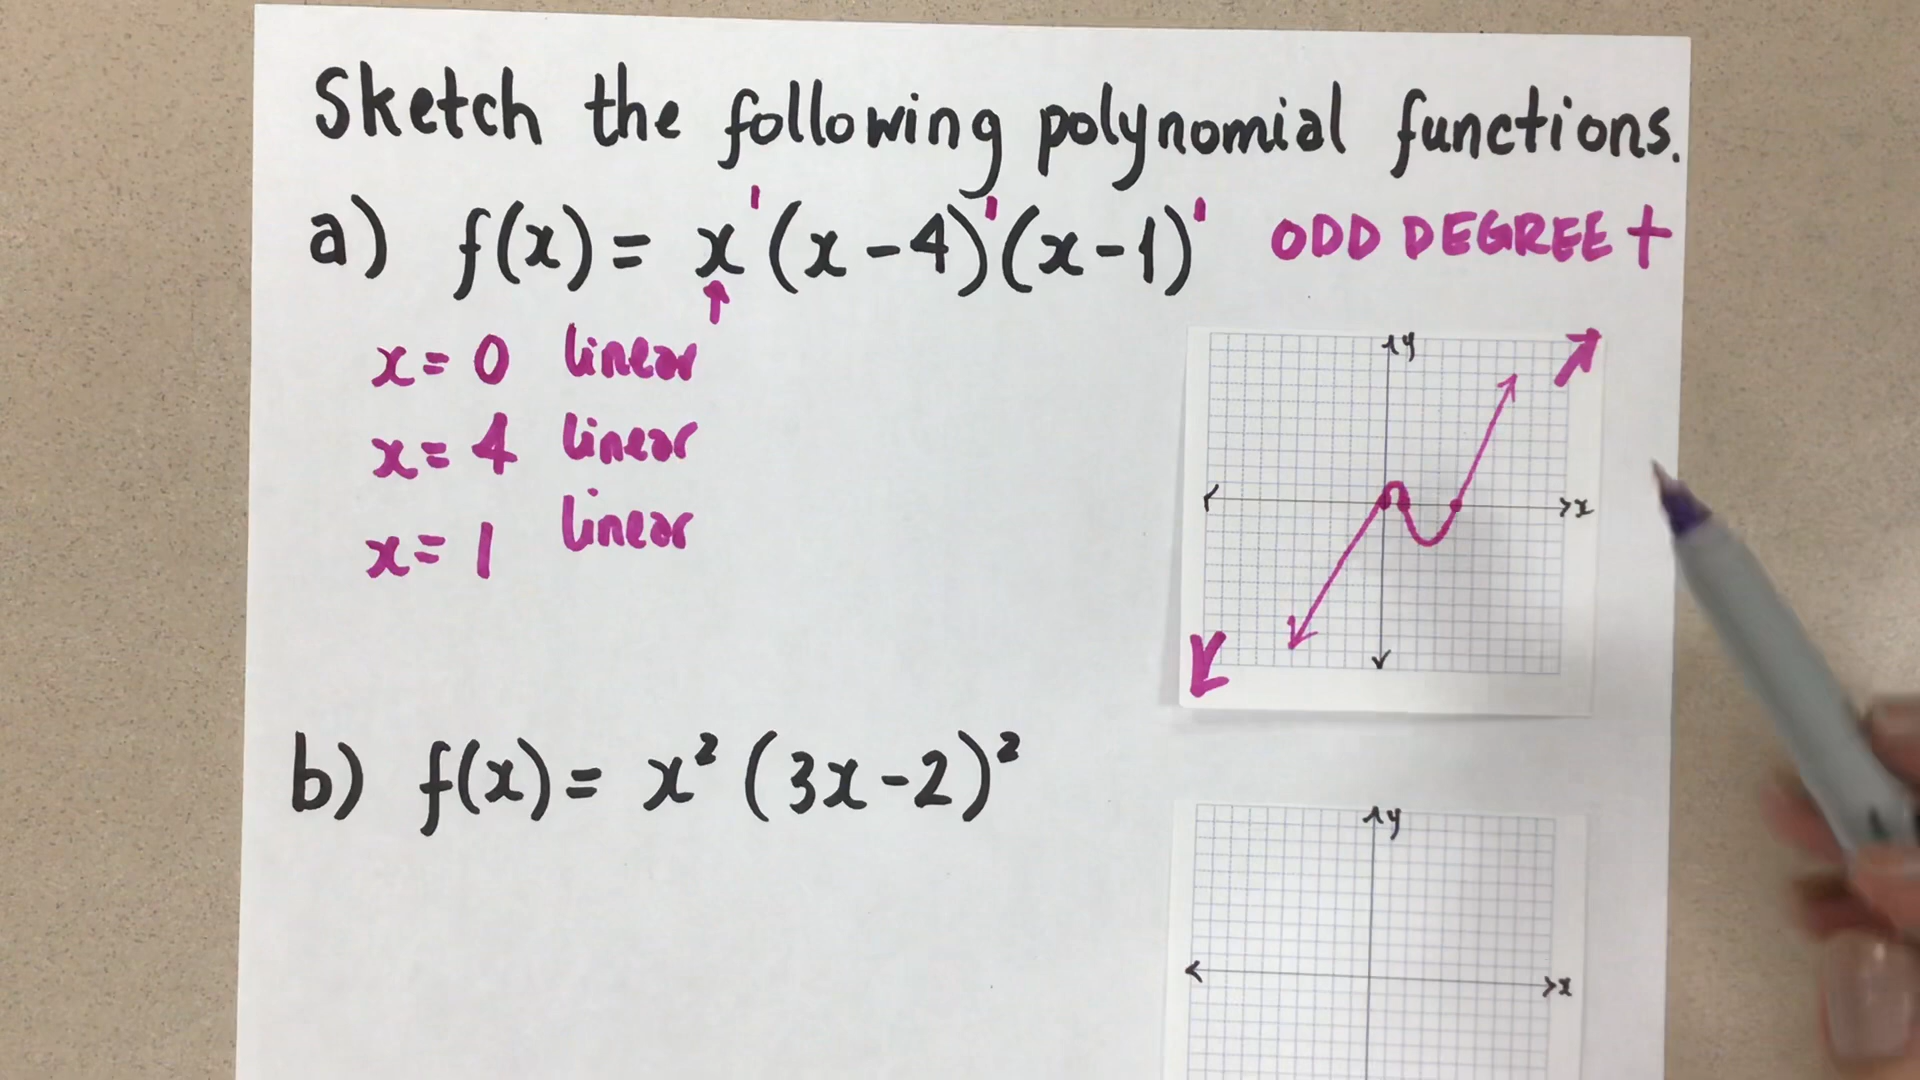 Sketch the following polynomial functions.
a) f(x) = x¹(x-4)¹(x-1)¹ ODD DEGREE +
x = 0 linear
x = 4 linear
x = 1 linear
y
x
b) f(x) = x² (3x-2)²
y
x